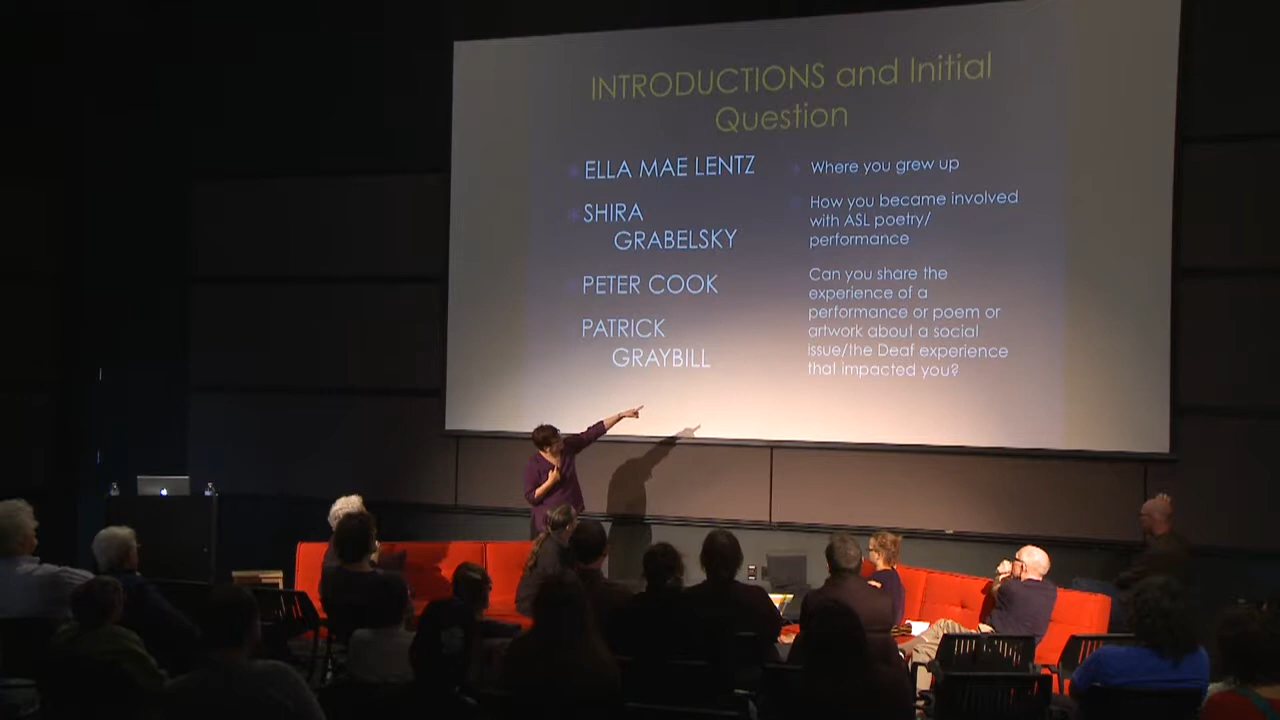 INTRODUCTIONS and Initial
Question
ELLA MAE LENTZ
SHIRA
GRABELSKY
PETER COOK
PATRICK
GRAYBILL
Where you grew up
How you became involved
with ASL poetry/
performance
Can you share the
experience of a
performance or poem or
artwork about a social
issue/the Deaf experience
that impacted you?